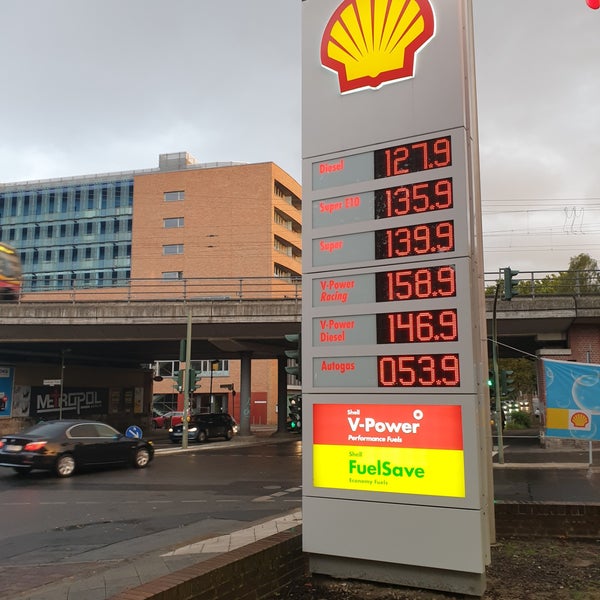 Diesel 127.9
Super E10 135.9
Super 139.9
V-Power
Racing 158.9
V-Power
Diesel 146.9
Autogas 053.9
Shell
V-Power
Performance Fuels
Shell
FuelSave
Economy Fuels
METROPOL